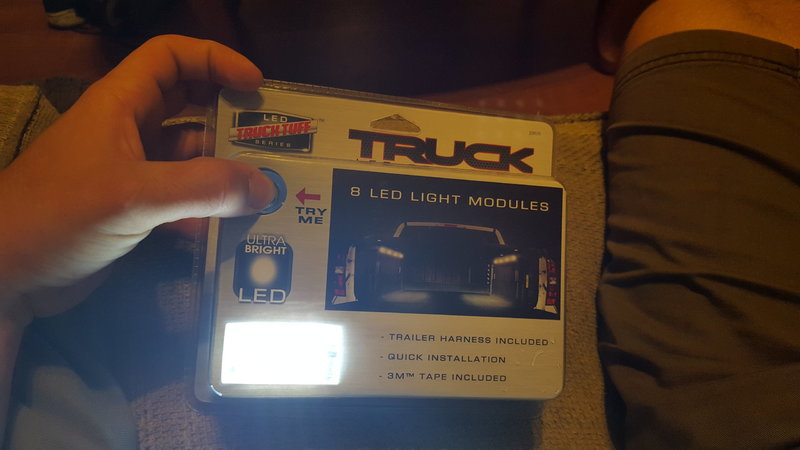 LED
TRUCK TUFF™
SERIES
TRUCK
8 LED LIGHT MODULES
TRY
ME
ULTRA
BRIGHT
LED
- TRAILER HARNESS INCLUDED
- QUICK INSTALLATION
- 3M™ TAPE INCLUDED